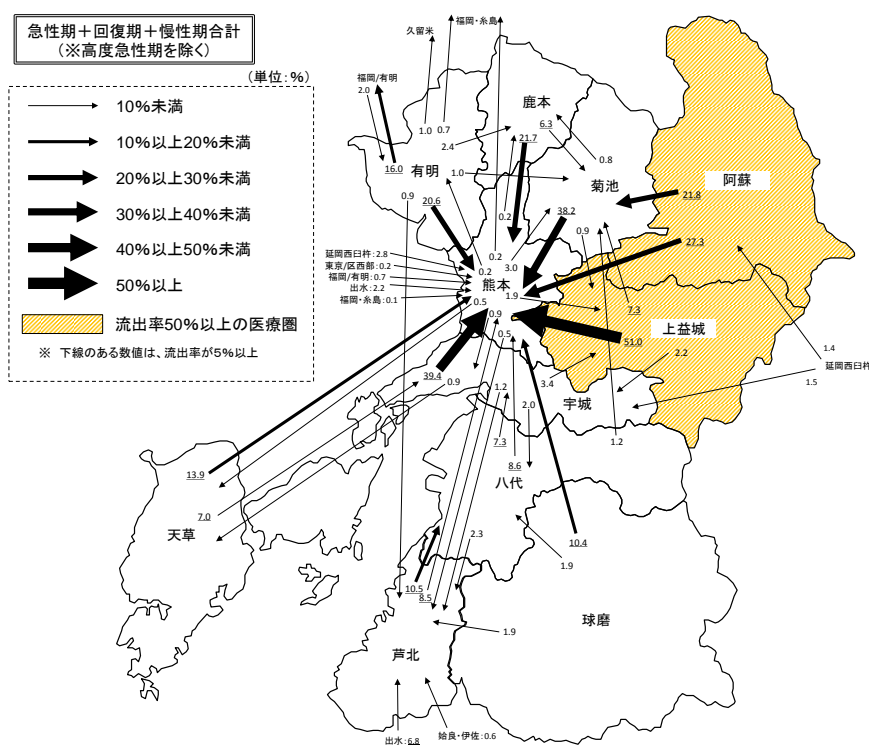 急性期＋回復期＋慢性期合計
（※高度急性期を除く）
（単位：％）
10％未満
10％以上20％未満
20％以上30％未満
30％以上40％未満
40％以上50％未満
50％以上
流出率50％以上の医療圏
※ 下線のある数値は、流出率が5％以上
久留米
福岡・糸島
福岡/有明
2.0
1.0
0.7
16.0
有明
鹿本
2.4
6.3
21.7
0.8
1.0
菊池
阿蘇
0.9
20.6
0.2
38.2
21.8
0.9
27.3
延岡西臼杵：2.8
東京/区西部：0.2
福岡/有明：0.7
出水：2.2
福岡・糸島：0.1
0.2
0.2
3.0
熊本
1.9
0.5
0.9
0.5
7.3
上益城
51.0
1.4
延岡西臼杵
1.5
2.2
3.4
宇城
39.4
0.9
1.2
2.0
7.3
1.2
8.6
八代
13.9
7.0
天草
2.3
10.4
1.9
10.5
8.5
1.9
球磨
芦北
出水：6.8
姶良・伊佐：0.6